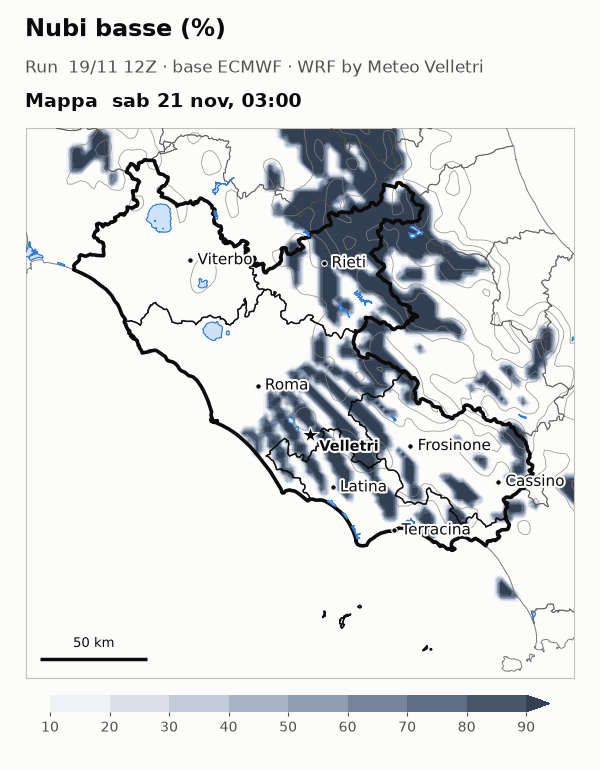 Nubi basse (%)
Run  19/11 12Z · base ECMWF · WRF by Meteo Velletri
Mappa  sab 21 nov, 03:00
Viterbo
Rieti
Roma
Velletri
Frosinone
Latina
Cassino
Terracina
50 km
10 20 30 40 50 60 70 80 90